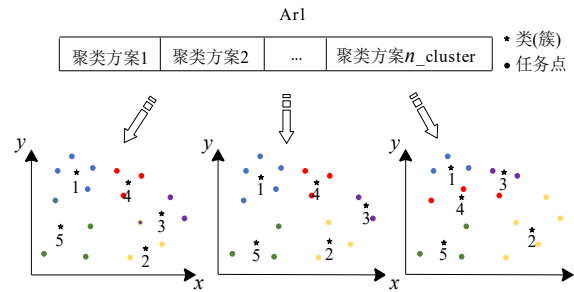 Ar1
聚类方案1 聚类方案2 ... 聚类方案n_cluster
类(簇)
任务点
y y y
1 4 3 5 2
1 4 3 5 2
1 3 4 2 5
x x x